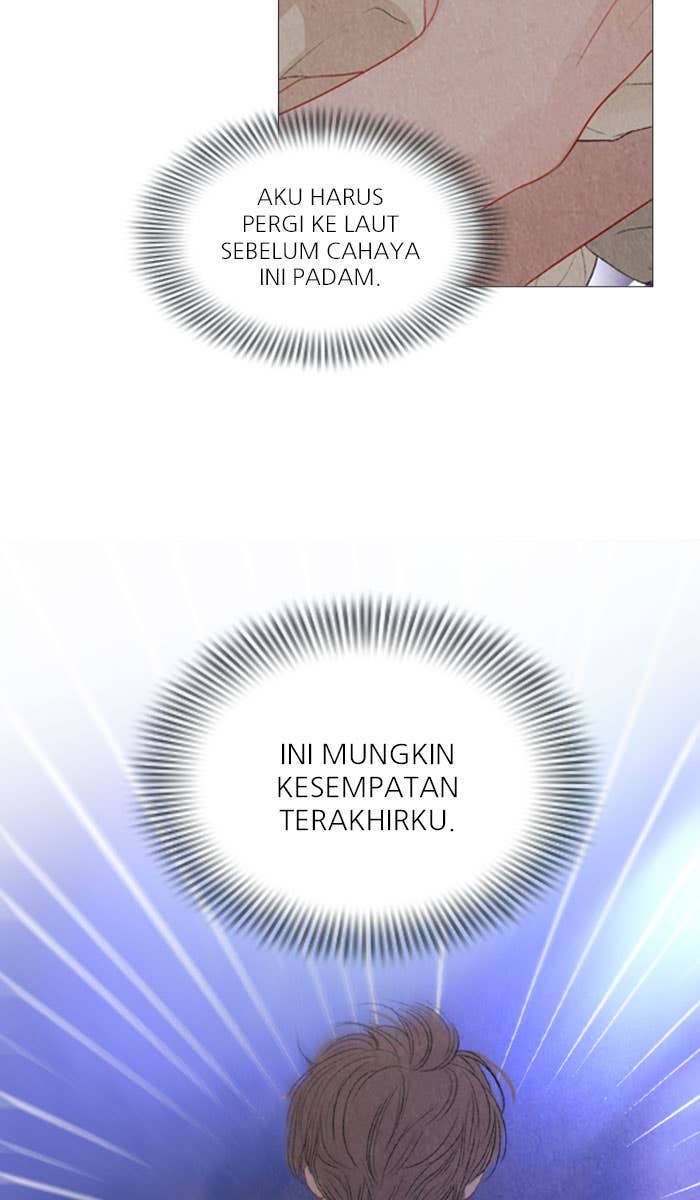 AKU HARUS
PERGI KE LAUT
SEBELUM CAHAYA
INI PADAM.
INI MUNGKIN
KESEMPATAN
TERAKHIRKU.